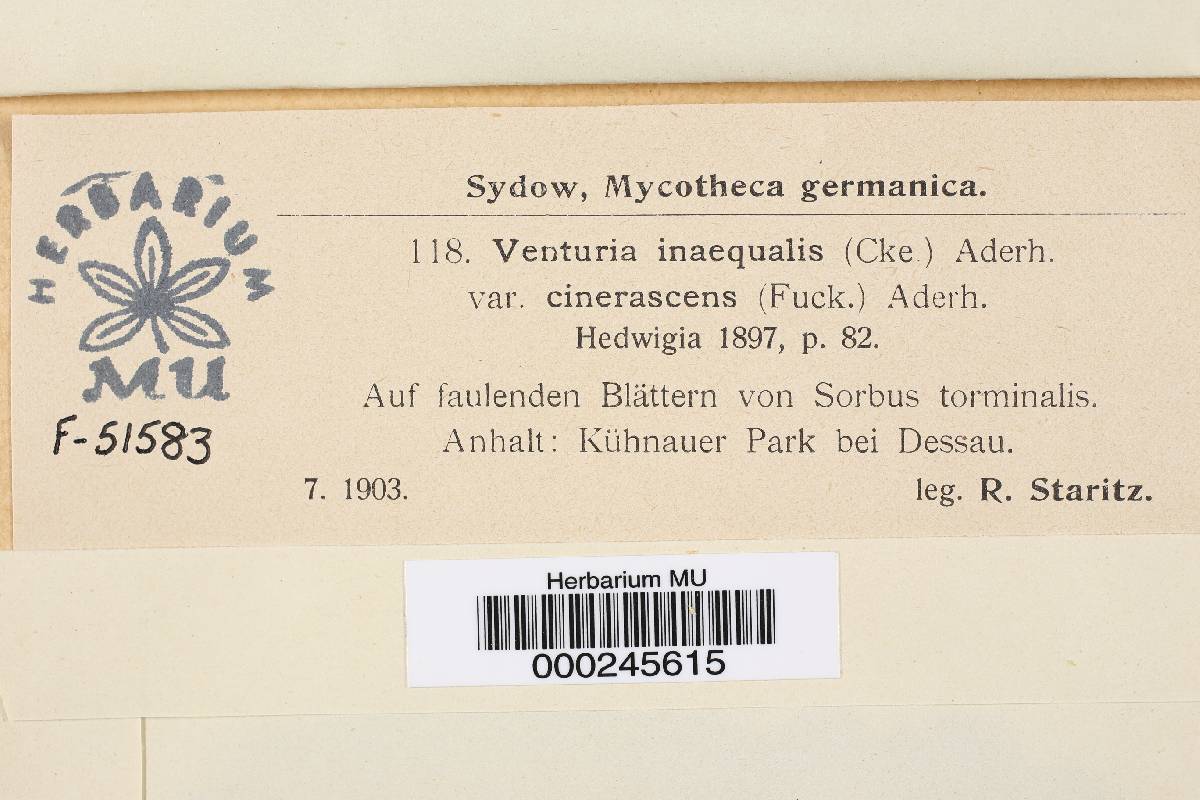 Sydow, Mycotheca germanica.
HERBARIUM
MU
F-51583
118. Venturia inaequalis (Cke.) Aderh.
var. cinerascens (Fuck.) Aderh.
Hedwigia 1897, p. 82.
Auf faulenden Blättern von Sorbus torminalis.
Anhalt: Kühnauer Park bei Dessau.
7. 1903. leg. R. Staritz.
Herbarium MU
000245615